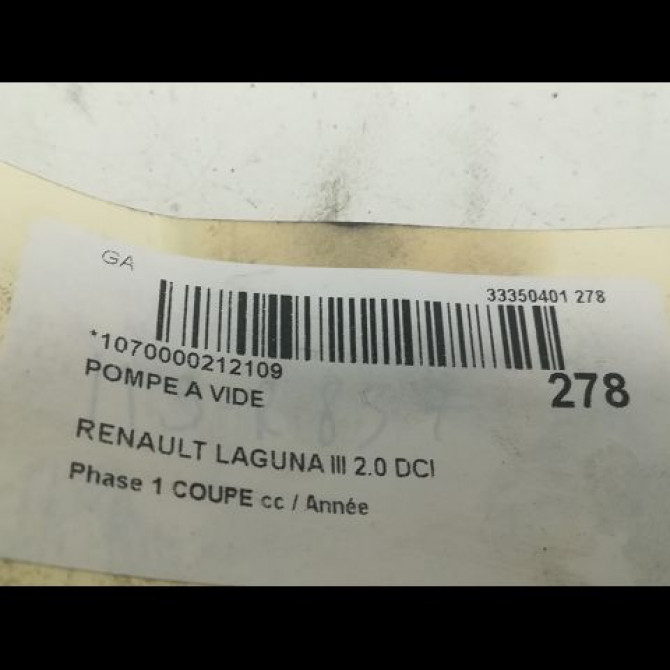 GA
33350401 278
*1070000212109
278
POMPE A VIDE
RENAULT LAGUNA III 2.0 DCI
Phase 1 COUPE cc / Année